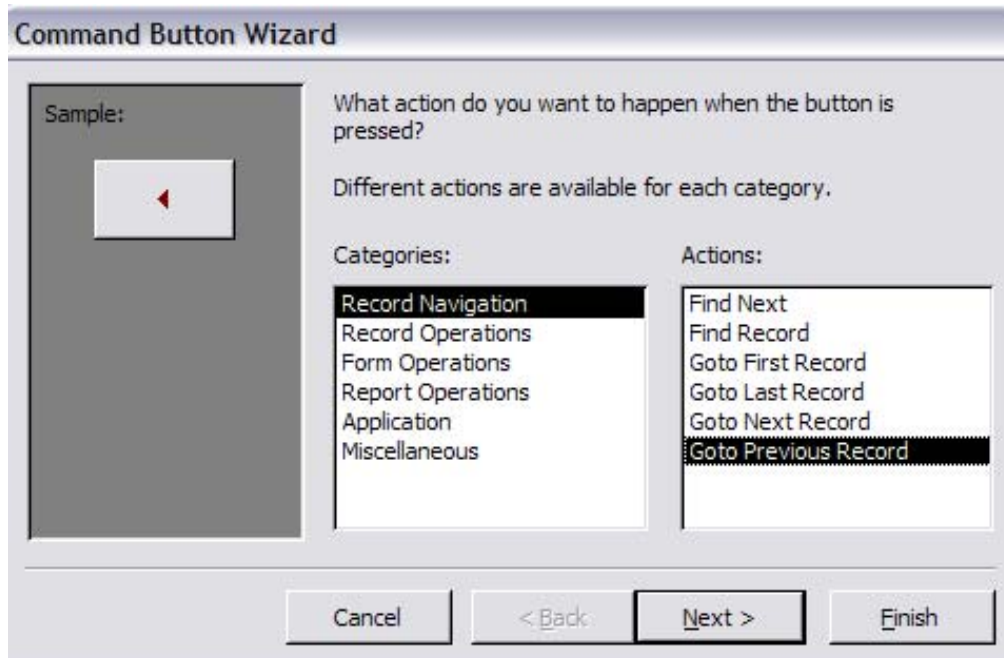 Command Button Wizard
Sample:
What action do you want to happen when the button is
pressed?
Different actions are available for each category.
Categories:
Record Navigation
Record Operations
Form Operations
Report Operations
Application
Miscellaneous
Actions:
Find Next
Find Record
Goto First Record
Goto Last Record
Goto Next Record
Goto Previous Record
Cancel
< Back
Next >
Finish